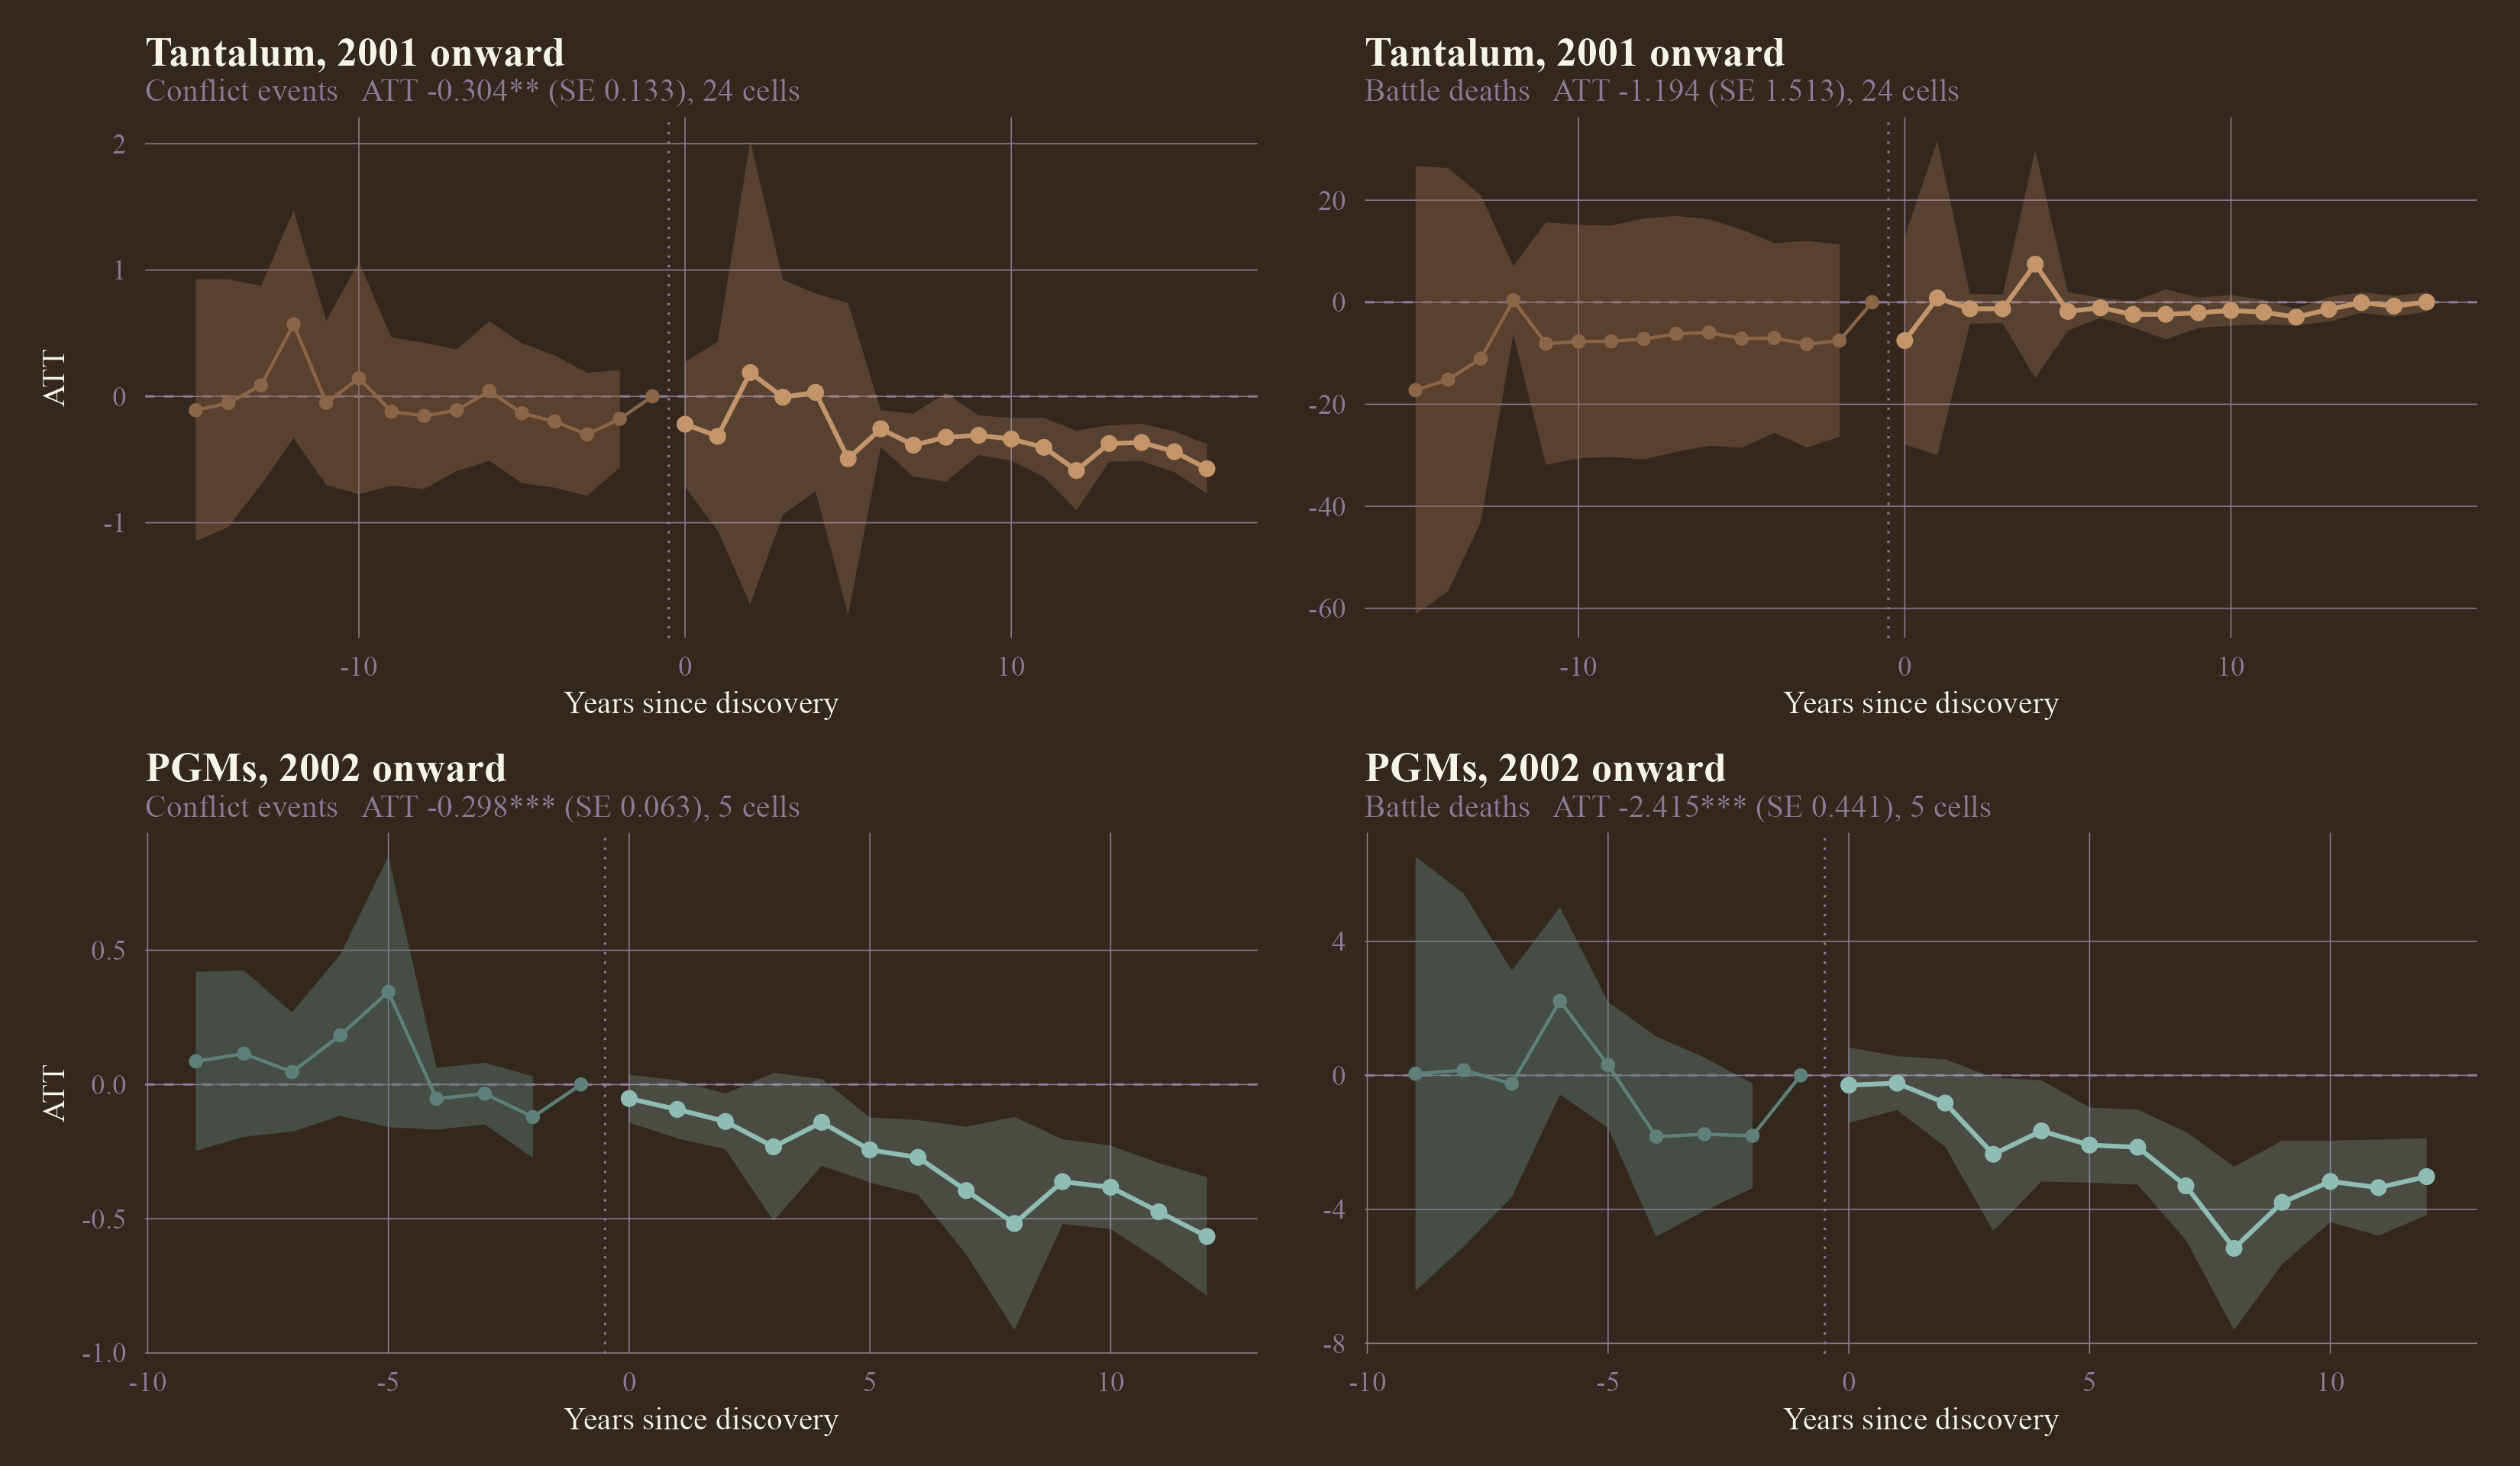 Tantalum, 2001 onward
Conflict events ATT -0.304** (SE 0.133), 24 cells
ATT
2
1
0
-1
-10
0
10
Years since discovery
Tantalum, 2001 onward
Battle deaths ATT -1.194 (SE 1.513), 24 cells
20
0
-20
-40
-60
-10
0
10
Years since discovery
PGMs, 2002 onward
Conflict events ATT -0.298*** (SE 0.063), 5 cells
ATT
0.5
0.0
-0.5
-1.0
-10
-5
0
5
10
Years since discovery
PGMs, 2002 onward
Battle deaths ATT -2.415*** (SE 0.441), 5 cells
4
0
-4
-8
-10
-5
0
5
10
Years since discovery